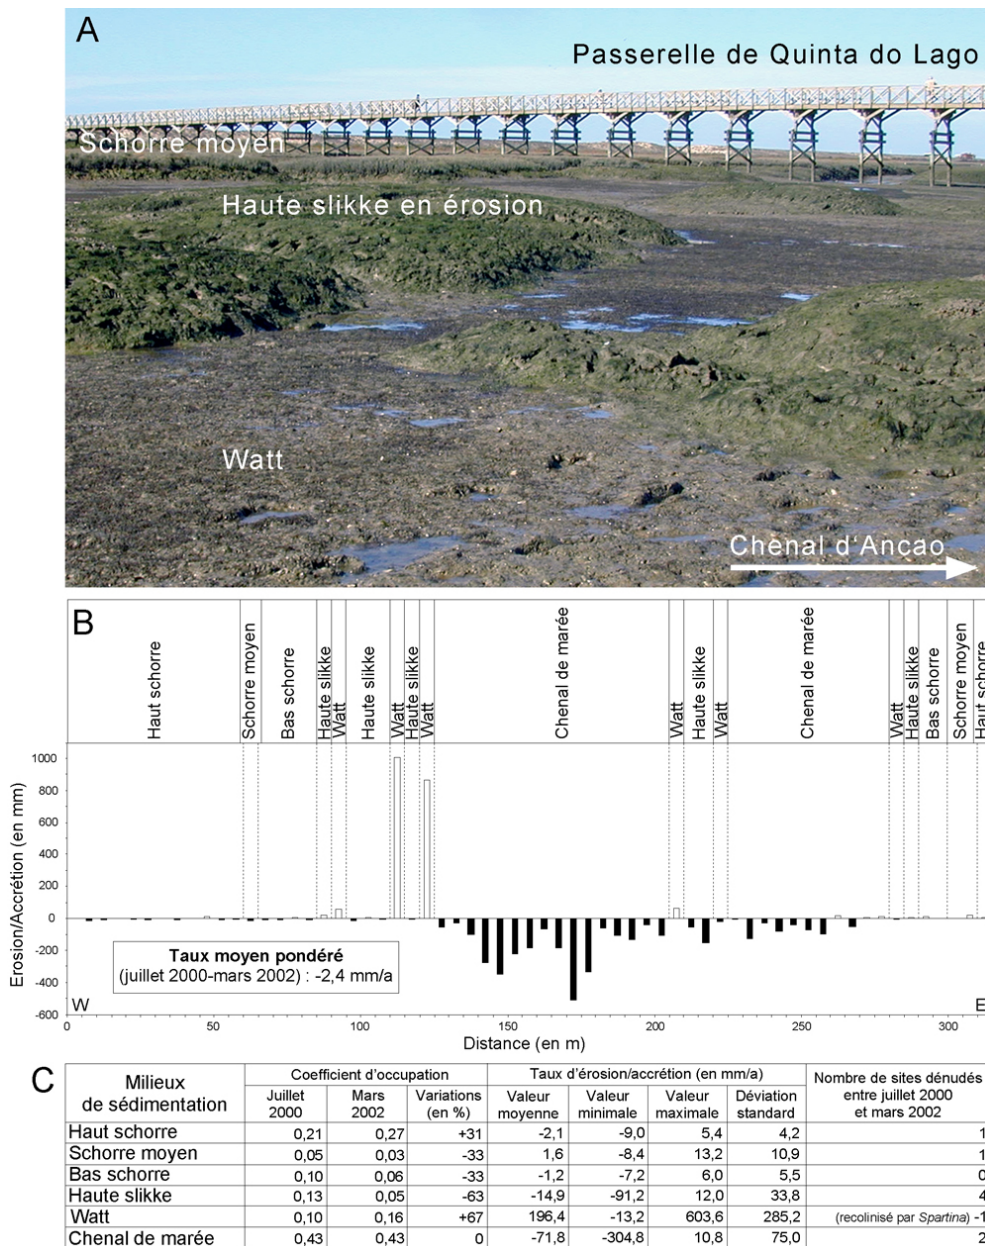 A
Passerelle de Quinta do Lago
Schorre moyen
Haute slikke en érosion
Watt
Chenal d'Ancao
B
Haut schorre
Schorre moyen
Bas schorre
Haute slikke
Watt
Haute slikke
Watt
Haute slikke
Watt
Chenal de marée
Watt
Haute slikke
Watt
Chenal de marée
Watt
Haute slikke
Bas schorre
Schorre moyen
Haut schorre
Erosion/Accrétion (en mm)
1000
800
600
400
200
0
-200
-400
-600
Taux moyen pondéré
(juillet 2000-mars 2002) : -2,4 mm/a
W
E
0 50 100 150 200 250 300
Distance (en m)
C
Milieux de sédimentation Coefficient d'occupation Taux d'érosion/accrétion (en mm/a) Nombre de sites dénudés entre juillet 2000 et mars 2002
Juillet 2000 Mars 2002 Variations (en %) Valeur moyenne Valeur minimale Valeur maximale Déviation standard
Haut schorre 0,21 0,27 +31 -2,1 -9,0 5,4 4,2 1
Schorre moyen 0,05 0,03 -33 1,6 -8,4 13,2 10,9 1
Bas schorre 0,10 0,06 -33 -1,2 -7,2 6,0 5,5 0
Haute slikke 0,13 0,05 -63 -14,9 -91,2 12,0 33,8 4
Watt 0,10 0,16 +67 196,4 -13,2 603,6 285,2 (recolinisé par Spartina) -1
Chenal de marée 0,43 0,43 0 -71,8 -304,8 10,8 75,0 2